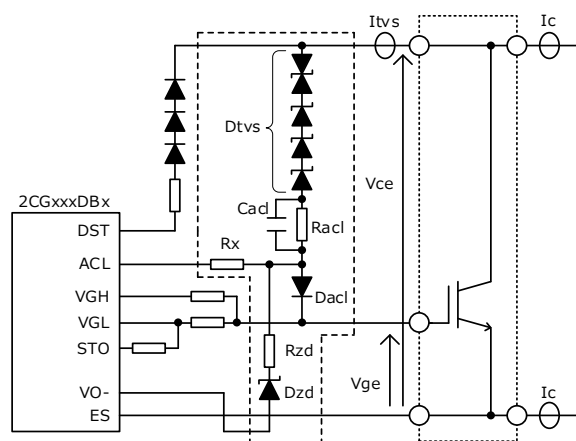 Itvs
Ic
2CGxxxDBx
DST
ACL
VGH
VGL
STO
VO-
ES
Dtvs
Cacl
Racl
Rx
Dacl
Rzd
Dzd
Vce
Vge
Ic